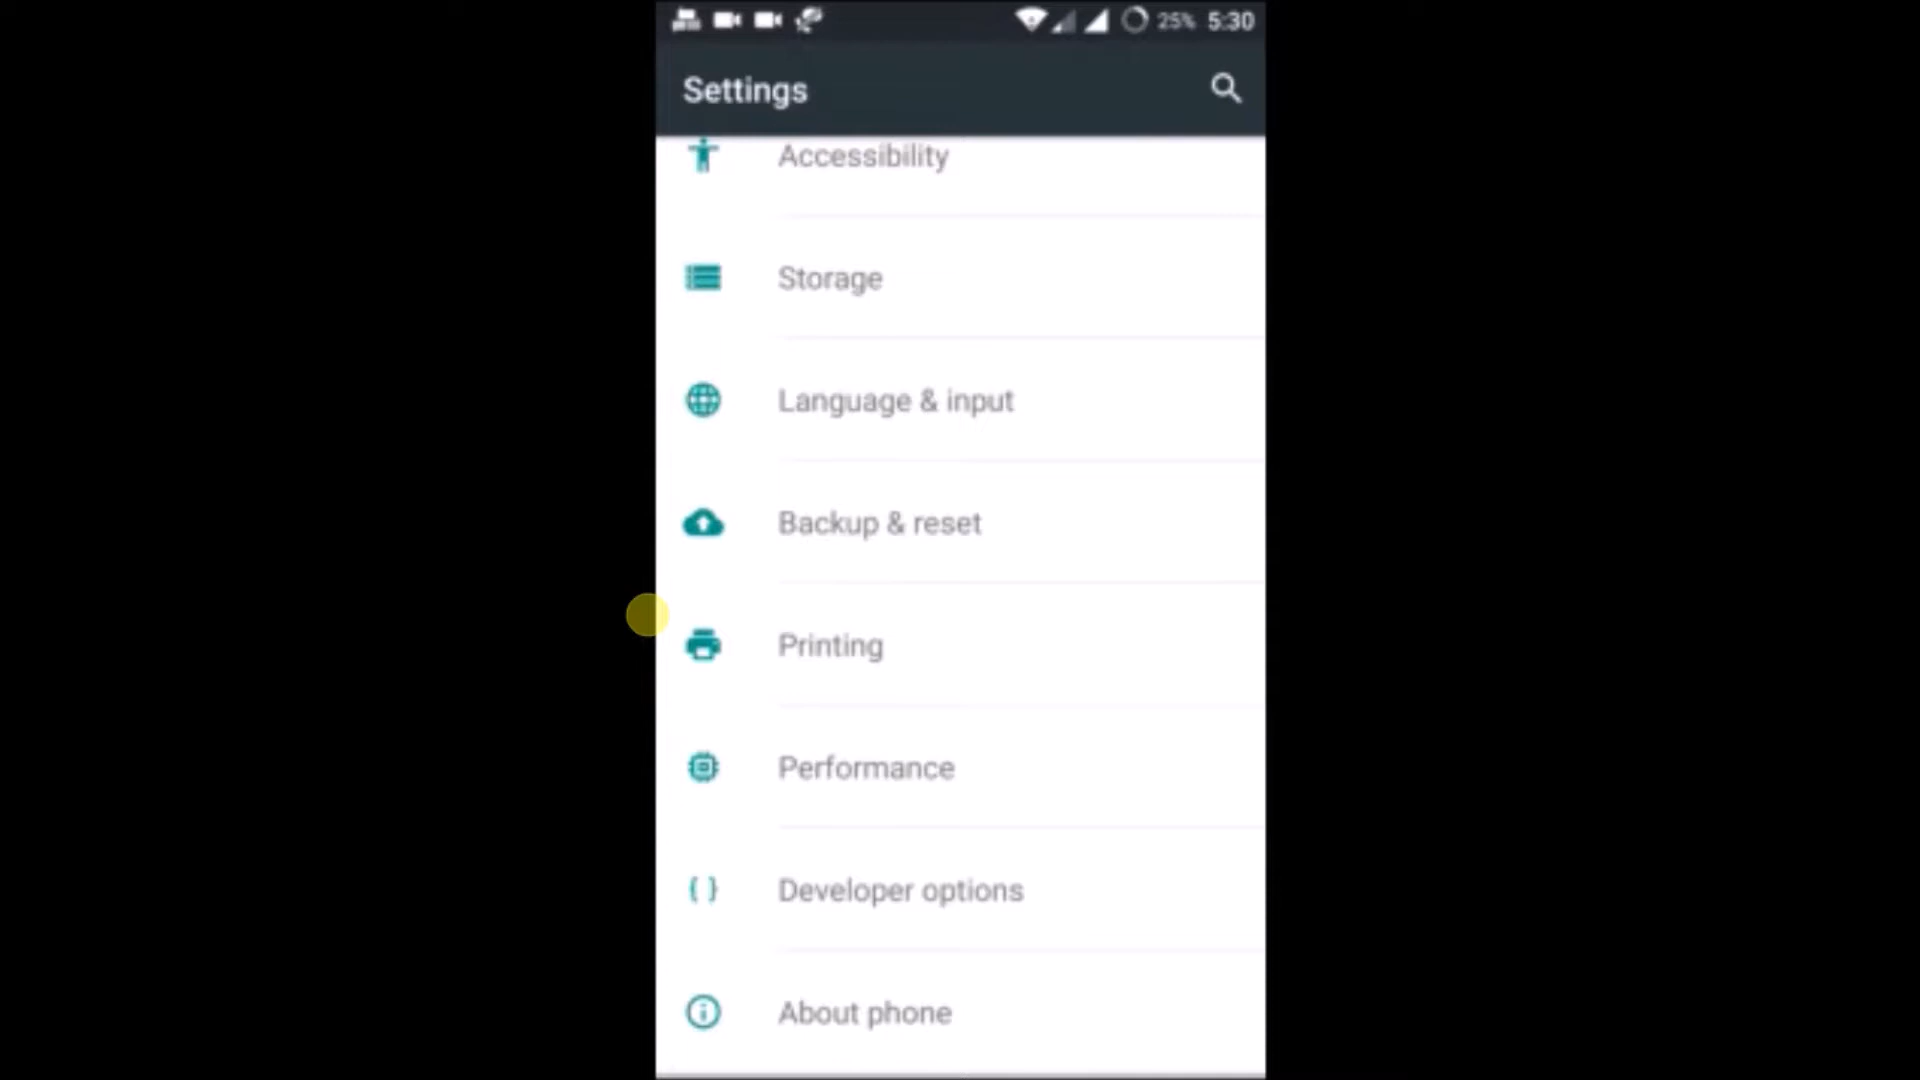 25% 5:30
Settings
Accessibility
Storage
Language & input
Backup & reset
Printing
Performance
Developer options
About phone